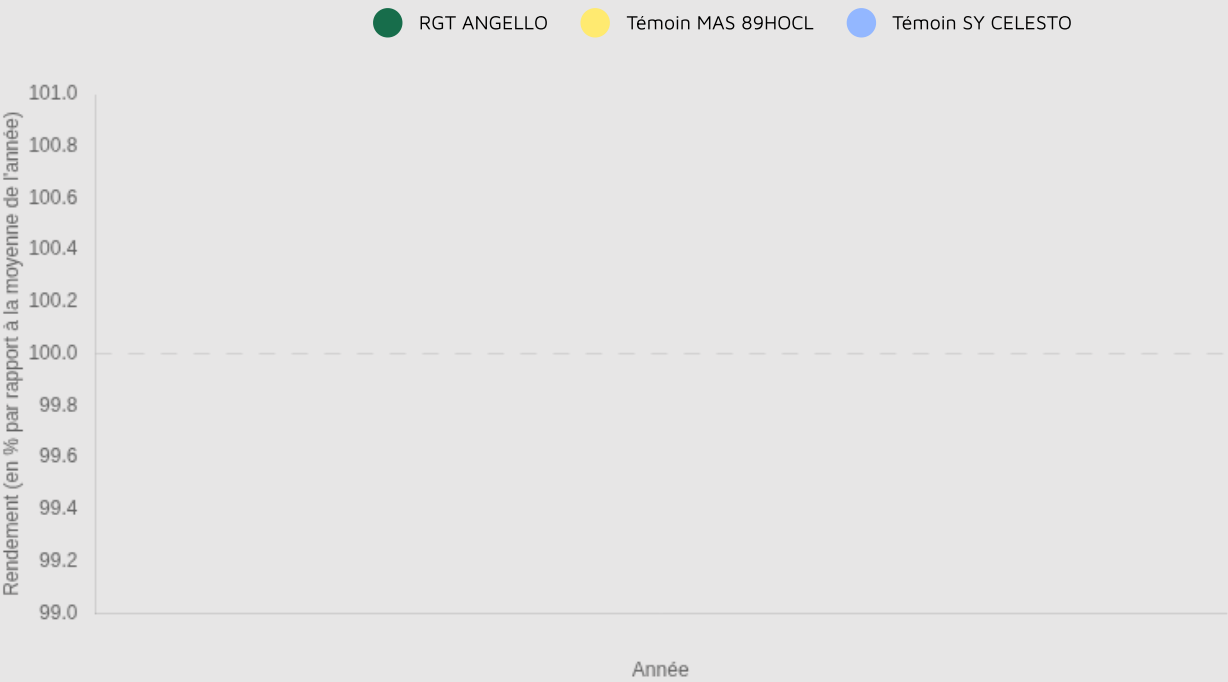 RGT ANGELLO
Témoin MAS 89HOCL
Témoin SY CELESTO
Rendement (en % par rapport à la moyenne de l'année)
101.0
100.8
100.6
100.4
100.2
100.0
99.8
99.6
99.4
99.2
99.0
Année